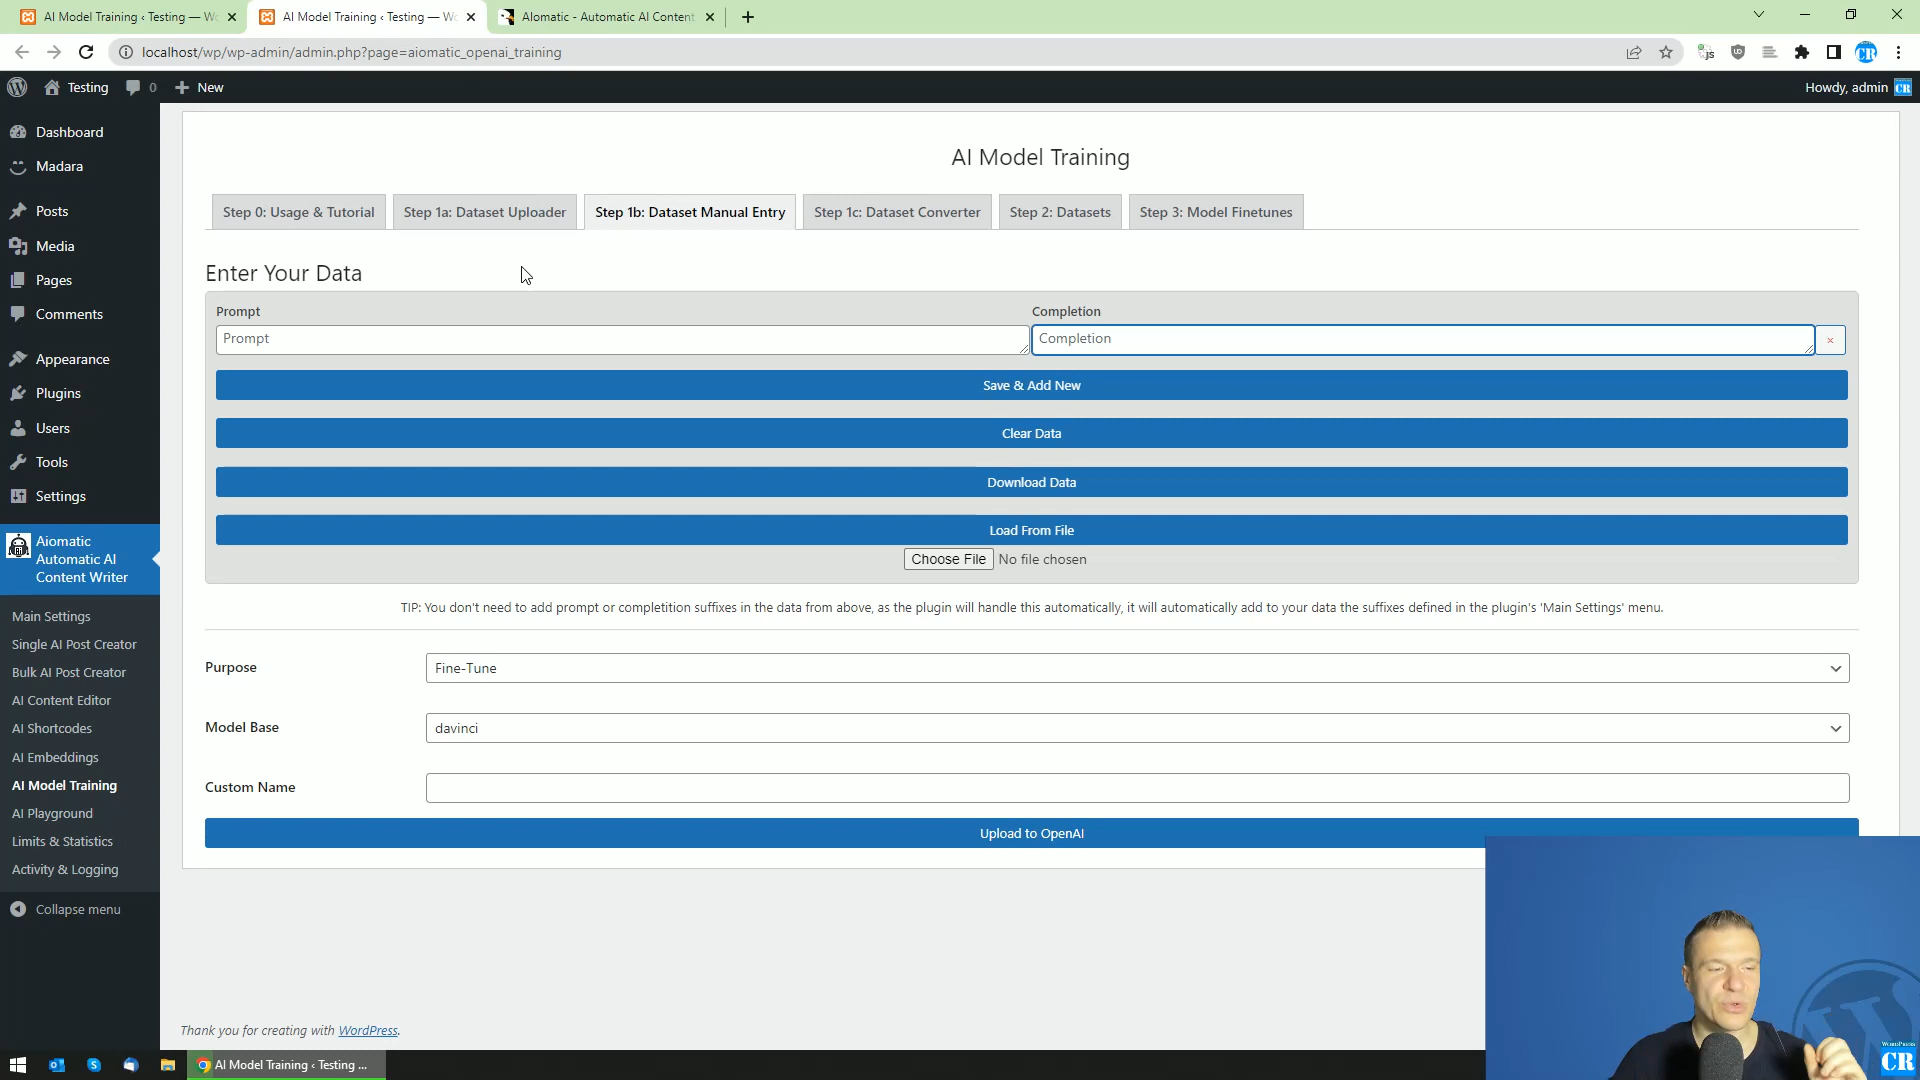 AI Model Training ‹ Testing — Wo
AI Model Training ‹ Testing — Wo
AIomatic - Automatic AI Content
localhost/wp/wp-admin/admin.php?page=aiomatic_openai_training
Testing
0
New
Howdy, admin
Dashboard
Madara
Posts
Media
Pages
Comments
Appearance
Plugins
Users
Tools
Settings
Aiomatic
Automatic AI
Content Writer
Main Settings
Single AI Post Creator
Bulk AI Post Creator
AI Content Editor
AI Shortcodes
AI Embeddings
AI Model Training
AI Playground
Limits & Statistics
Activity & Logging
Collapse menu
AI Model Training
Step 0: Usage & Tutorial
Step 1a: Dataset Uploader
Step 1b: Dataset Manual Entry
Step 1c: Dataset Converter
Step 2: Datasets
Step 3: Model Finetunes
Enter Your Data
Prompt
Completion
Prompt
Completion
Save & Add New
Clear Data
Download Data
Load From File
Choose File No file chosen
TIP: You don't need to add prompt or completition suffixes in the data from above, as the plugin will handle this automatically, it will automatically add to your data the suffixes defined in the plugin's 'Main Settings' menu.
Purpose
Fine-Tune
Model Base
davinci
Custom Name
Upload to OpenAI
Thank you for creating with WordPress.
AI Model Training ‹ Testing ...
WORDPRESS
CR